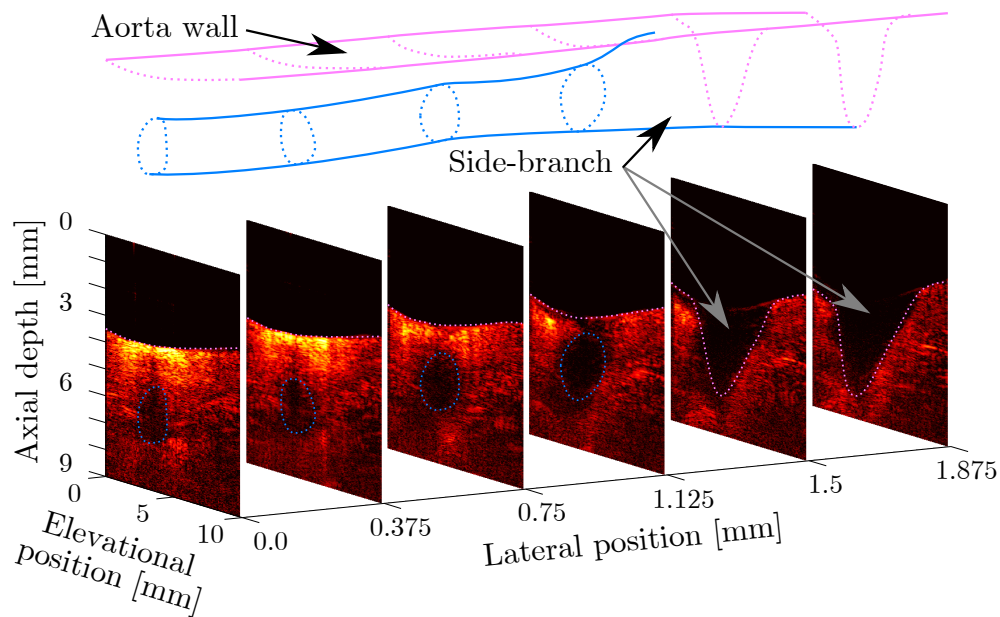 Aorta wall
Side-branch
Axial depth [mm]
0
3
6
9
0
5
10
Elevational
position [mm]
0.0
0.375
0.75
1.125
1.5
1.875
Lateral position [mm]